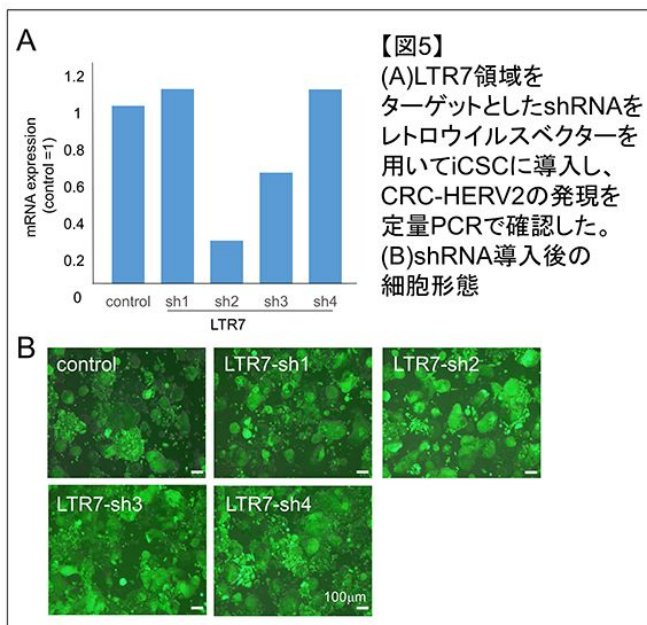 A
mRNA expression
(control =1)
1.2
1
0.8
0.6
0.4
0.2
0
control sh1 sh2 sh3 sh4
LTR7
【図5】
(A)LTR7領域を
ターゲットとしたshRNAを
レトロウイルスベクターを
用いてiCSCに導入し、
CRC-HERV2の発現を
定量PCRで確認した。
(B)shRNA導入後の
細胞形態
B
control
LTR7-sh1
LTR7-sh2
LTR7-sh3
LTR7-sh4
100μm